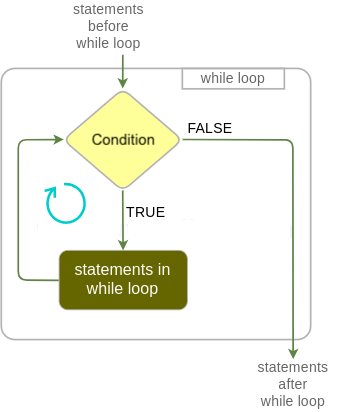 statements
before
while loop
while loop
Condition
FALSE
TRUE
statements in
while loop
statements
after
while loop